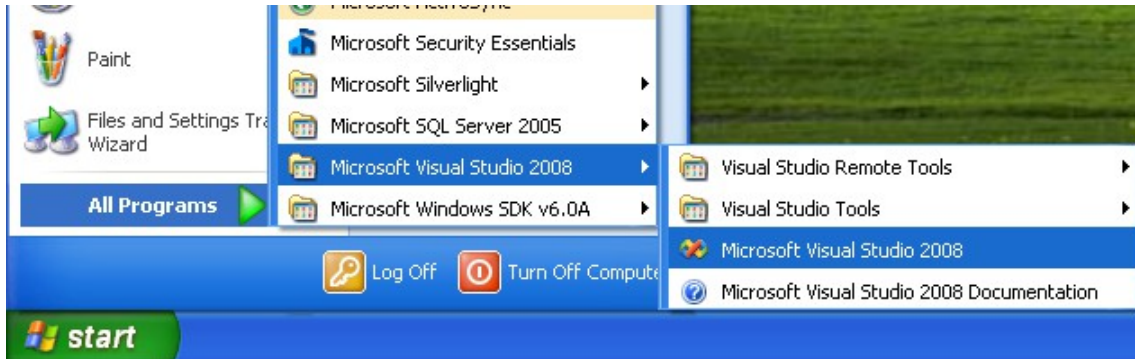 Paint
Files and Settings Tra
Wizard
All Programs
Microsoft ActiveSync
Microsoft Security Essentials
Microsoft Silverlight
Microsoft SQL Server 2005
Microsoft Visual Studio 2008
Microsoft Windows SDK v6.0A
Visual Studio Remote Tools
Visual Studio Tools
Microsoft Visual Studio 2008
Microsoft Visual Studio 2008 Documentation
Log Off
Turn Off Compute
start